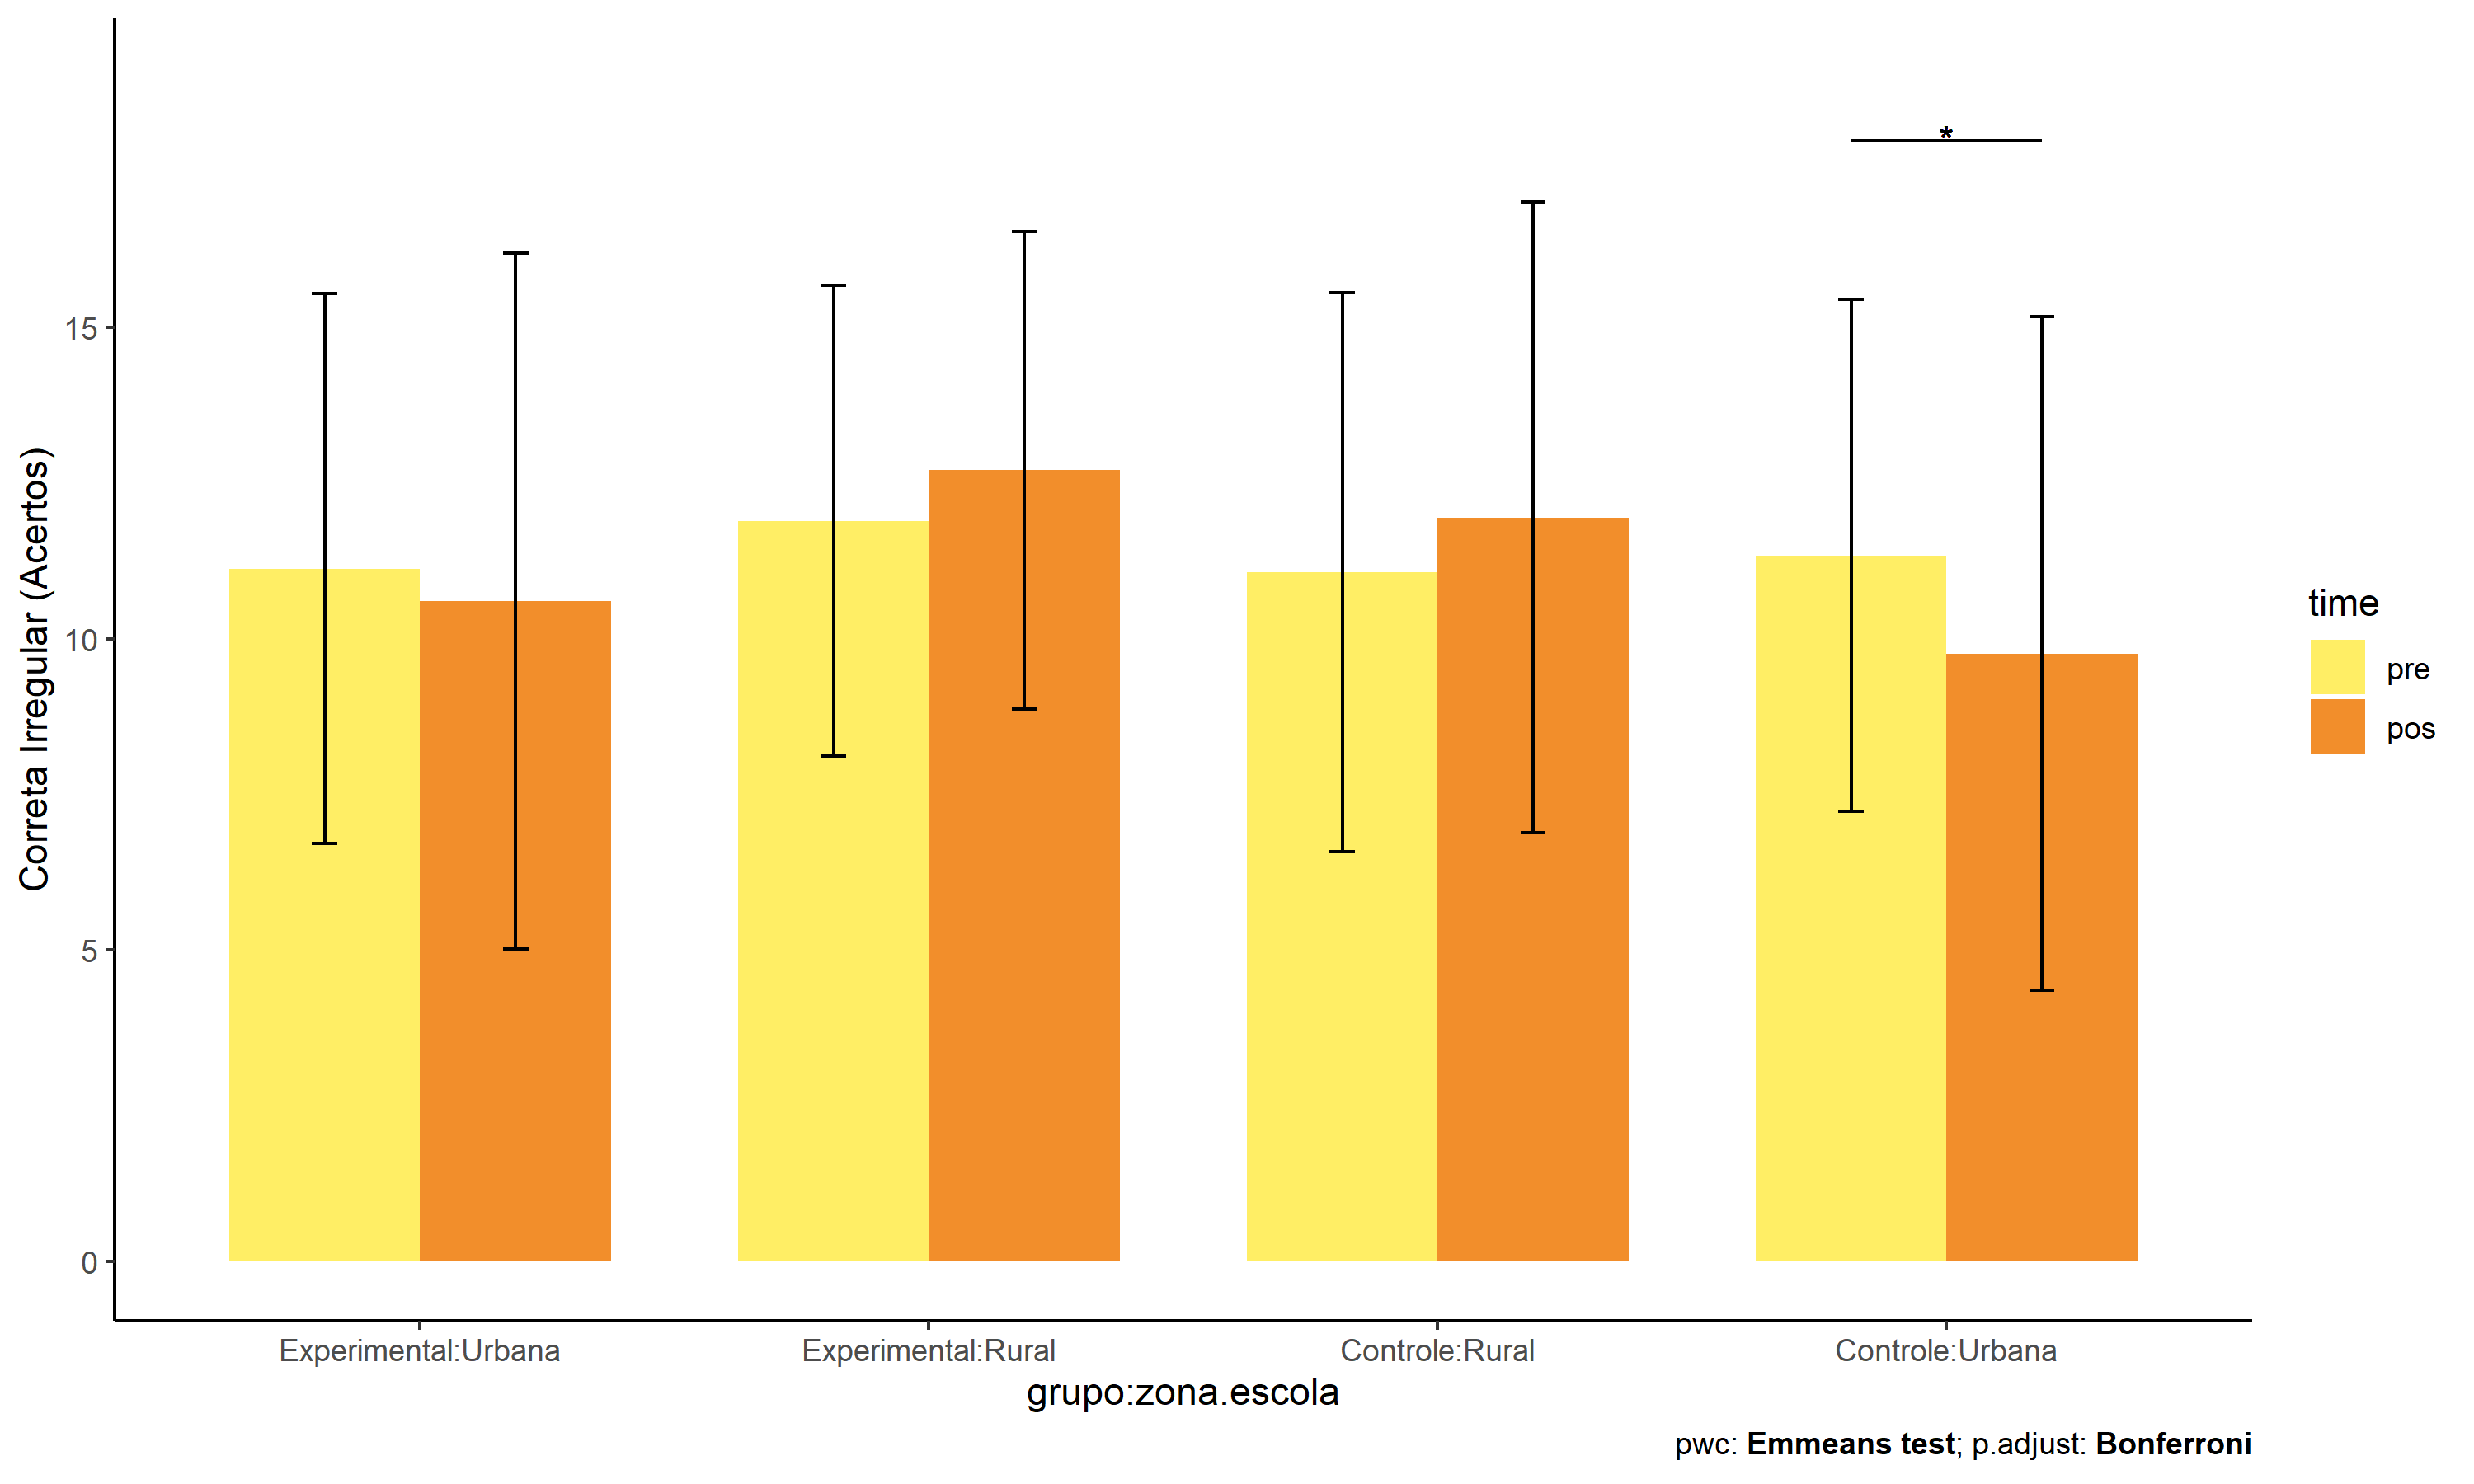 *
15
10
5
0
Correta Irregular (Acertos)
Experimental:Urbana
Experimental:Rural
Controle:Rural
Controle:Urbana
grupo:zona.escola
time
pre
pos
pwc: Emmeans test; p.adjust: Bonferroni